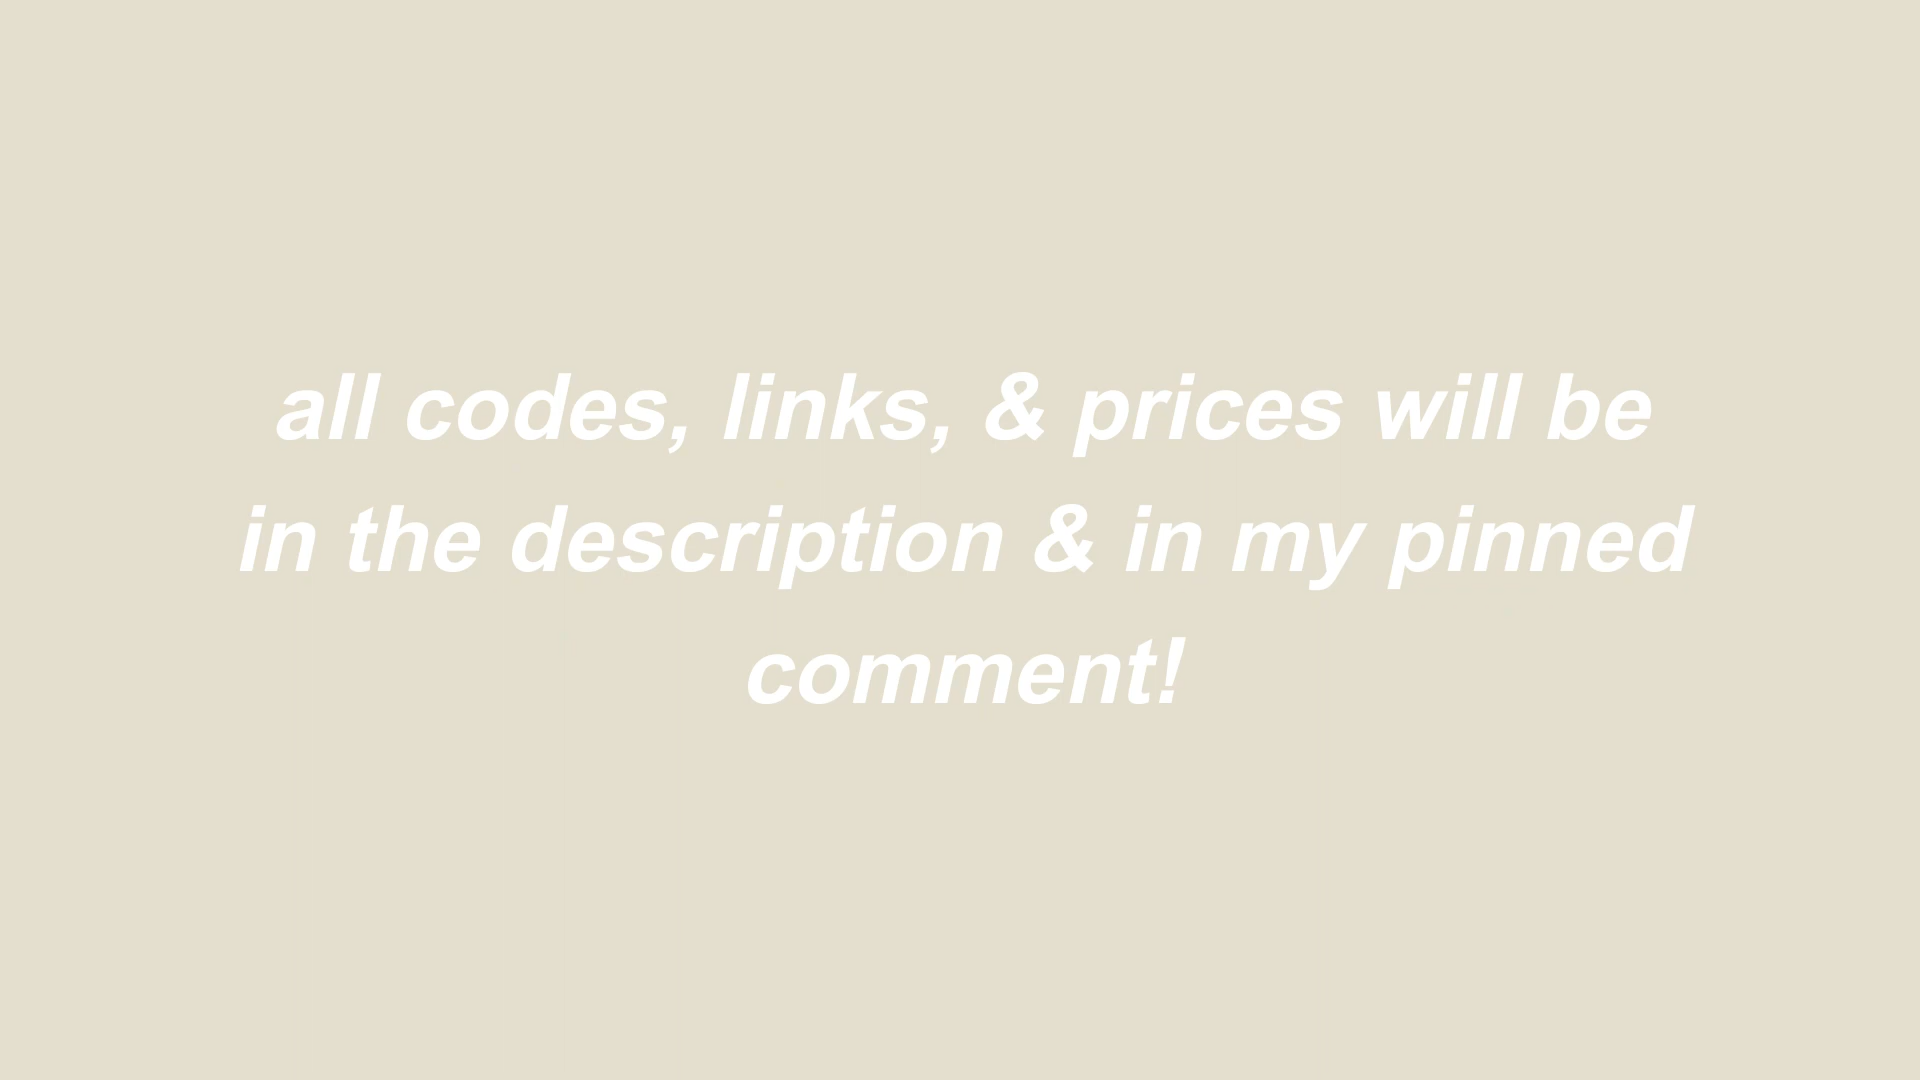 all codes, links, & prices will be
in the description & in my pinned
comment!